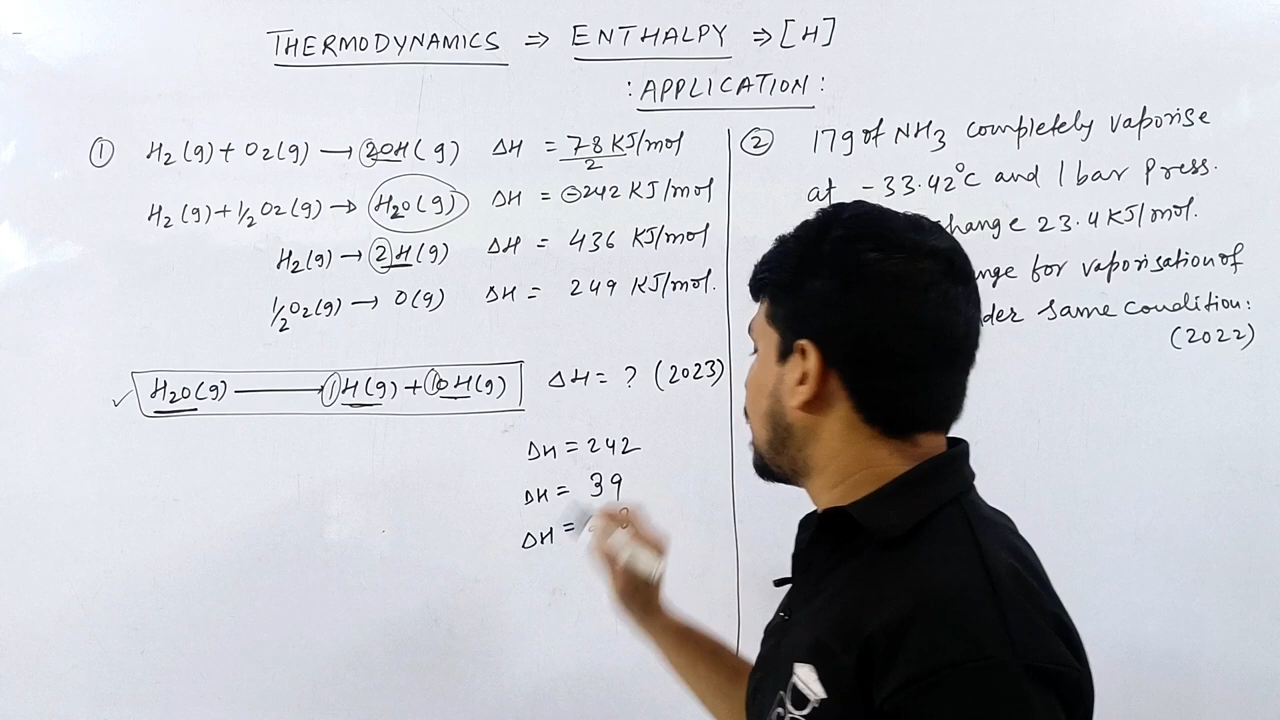 THERMODYNAMICS ⇒ ENTHALPY ⇒ [H]
: APPLICATION :
① H2(g) + O2(g) → 2OH(g) ΔH = 78 KJ/mol
2
H2(g) + 1/2 O2(g) → H2O(g) ΔH = -242 KJ/mol
H2(g) → 2H(g) ΔH = 436 KJ/mol
1/2 O2(g) → O(g) ΔH = 249 KJ/mol.
✓ H2O(g) → 1H(g) + 1OH(g) ΔH = ? (2023)
ΔH = 242
ΔH = 39
ΔH =
② 17g of NH3 completely vaporise
at -33.42°C and 1 bar Press.
change 23.4 KJ/mol.
for vaporisation of
same condition:
(2022)